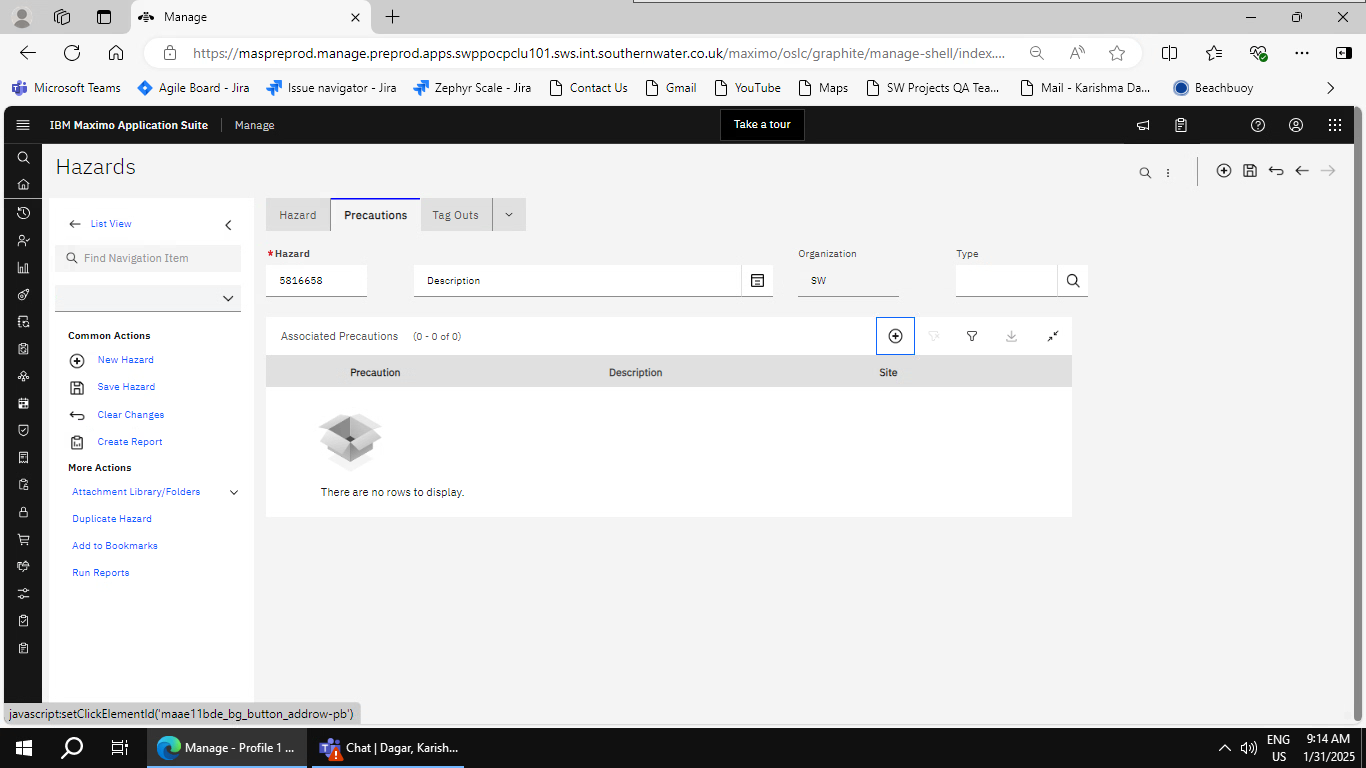 Manage
https://maspreprod.manage.preprod.apps.swppocpclu101.sws.int.southernwater.co.uk/maximo/oslc/graphite/manage-shell/index....
Microsoft Teams
Agile Board - Jira
Issue navigator - Jira
Zephyr Scale - Jira
Contact Us
Gmail
YouTube
Maps
SW Projects QA Tea...
Mail - Karishma Da...
Beachbuoy
IBM Maximo Application Suite
Manage
Take a tour
Hazards
List View
Find Navigation Item
Common Actions
New Hazard
Save Hazard
Clear Changes
Create Report
More Actions
Attachment Library/Folders
Duplicate Hazard
Add to Bookmarks
Run Reports
Hazard
Precautions
Tag Outs
*Hazard
Organization
Type
5816658
Description
SW
Associated Precautions (0 - 0 of 0)
Precaution
Description
Site
There are no rows to display.
javascript:setClickElementId('maae11bde_bg_button_addrow-pb')
Manage - Profile 1 ...
Chat | Dagar, Karish...
ENG
US
9:14 AM
1/31/2025